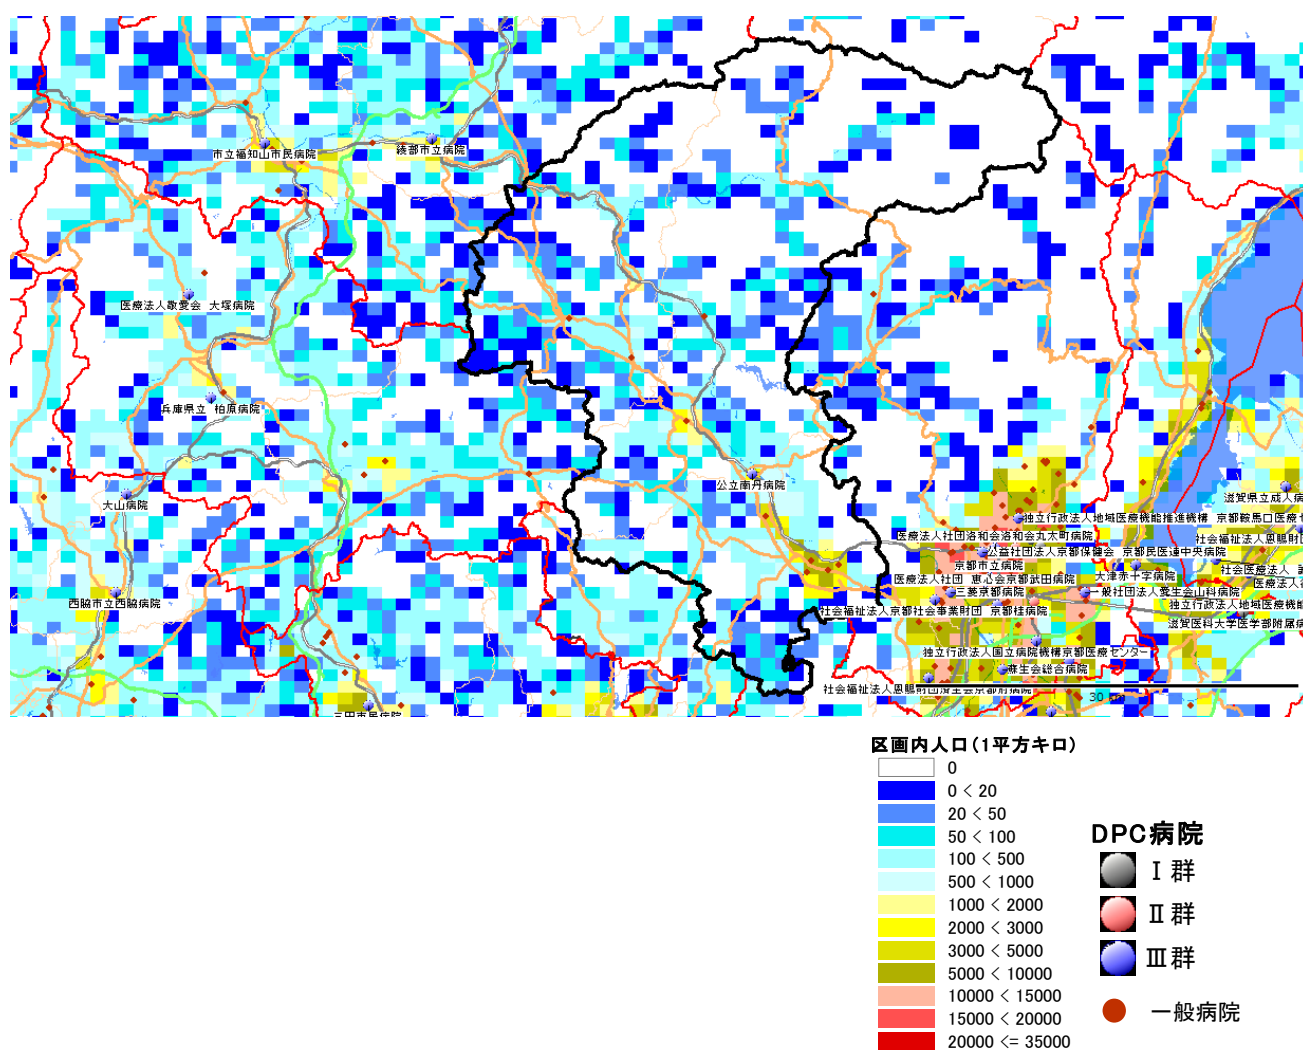 市立福知山市民病院
綾部市立病院
医療法人敬愛会 大塚病院
兵庫県立 柏原病院
公立南丹病院
大山病院
滋賀県立成人病
独立行政法人地域医療機能推進機構 京都鞍馬口医療セ
医療法人社団洛和会洛和会丸太町病院
社会福祉法人恩賜財団
公益社団法人京都保健会 京都民医連中央病院
京都市立病院
社会医療法人 誠
大津赤十字病院
医療法人社団 恵心会京都武田病院
医療法人
三菱京都病院
一般社団法人愛生会山科病院
西脇市立西脇病院
社会福祉法人京都社会事業財団 京都桂病院
独立行政法人地域医療機能
滋賀医科大学医学部附属病
独立行政法人国立病院機構京都医療センター
蘇生会総合病院
社会福祉法人恩賜財団済生会京都府病院
30
三田市民病院
区画内人口(1平方キロ)
0
0 < 20
20 < 50
50 < 100
100 < 500
500 < 1000
1000 < 2000
2000 < 3000
3000 < 5000
5000 < 10000
10000 < 15000
15000 < 20000
20000 <= 35000
DPC病院
Ⅰ群
Ⅱ群
Ⅲ群
一般病院